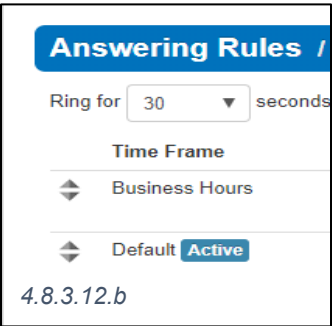 Answering Rules /
Ring for 30 seconds
Time Frame
Business Hours
Default Active
4.8.3.12.b